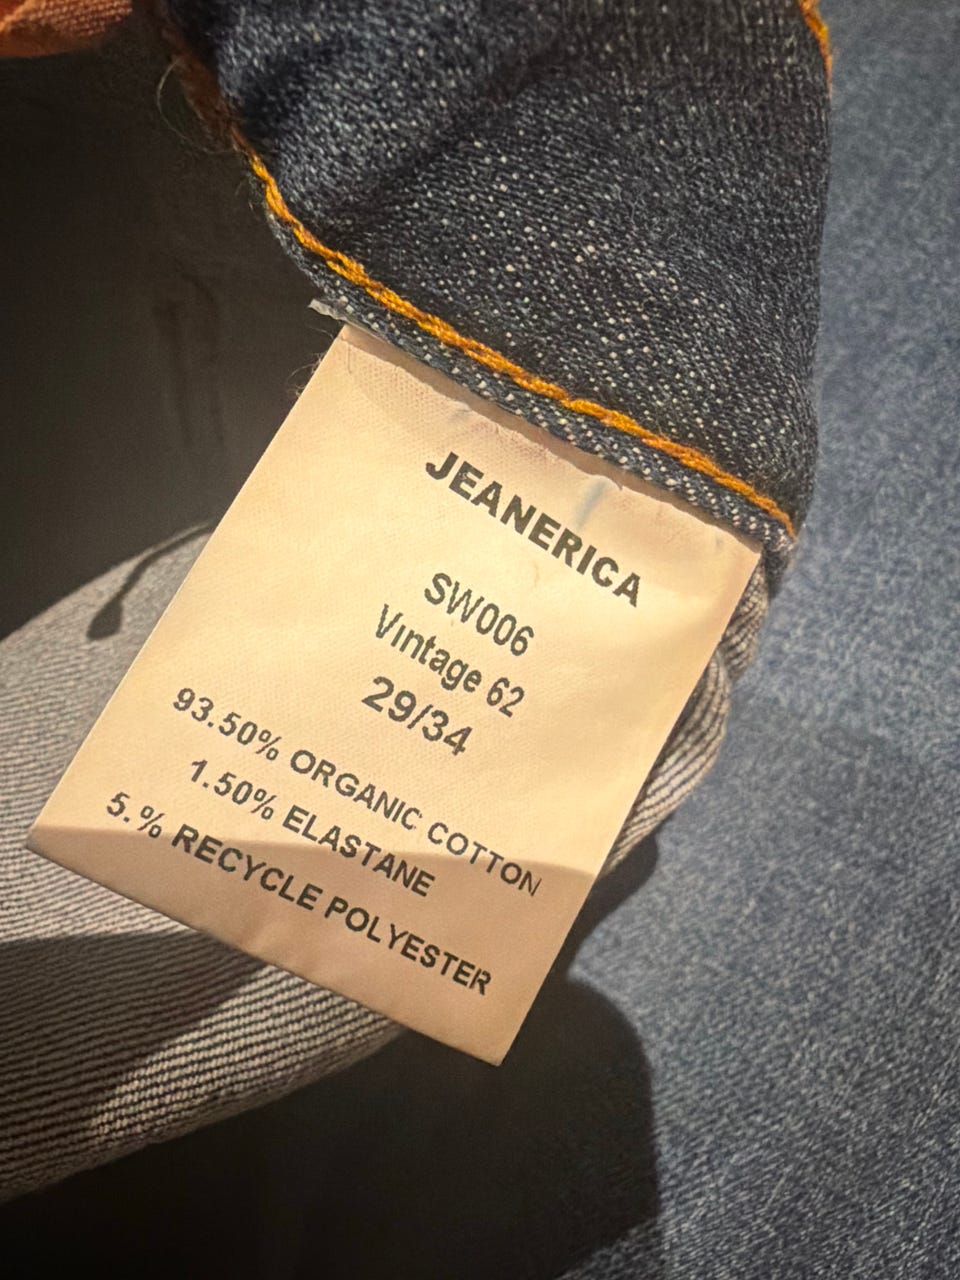 JEANERICA
SW006
Vintage 62
29/34
93.50% ORGANIC COTTON
1.50% ELASTANE
5.% RECYCLE POLYESTER